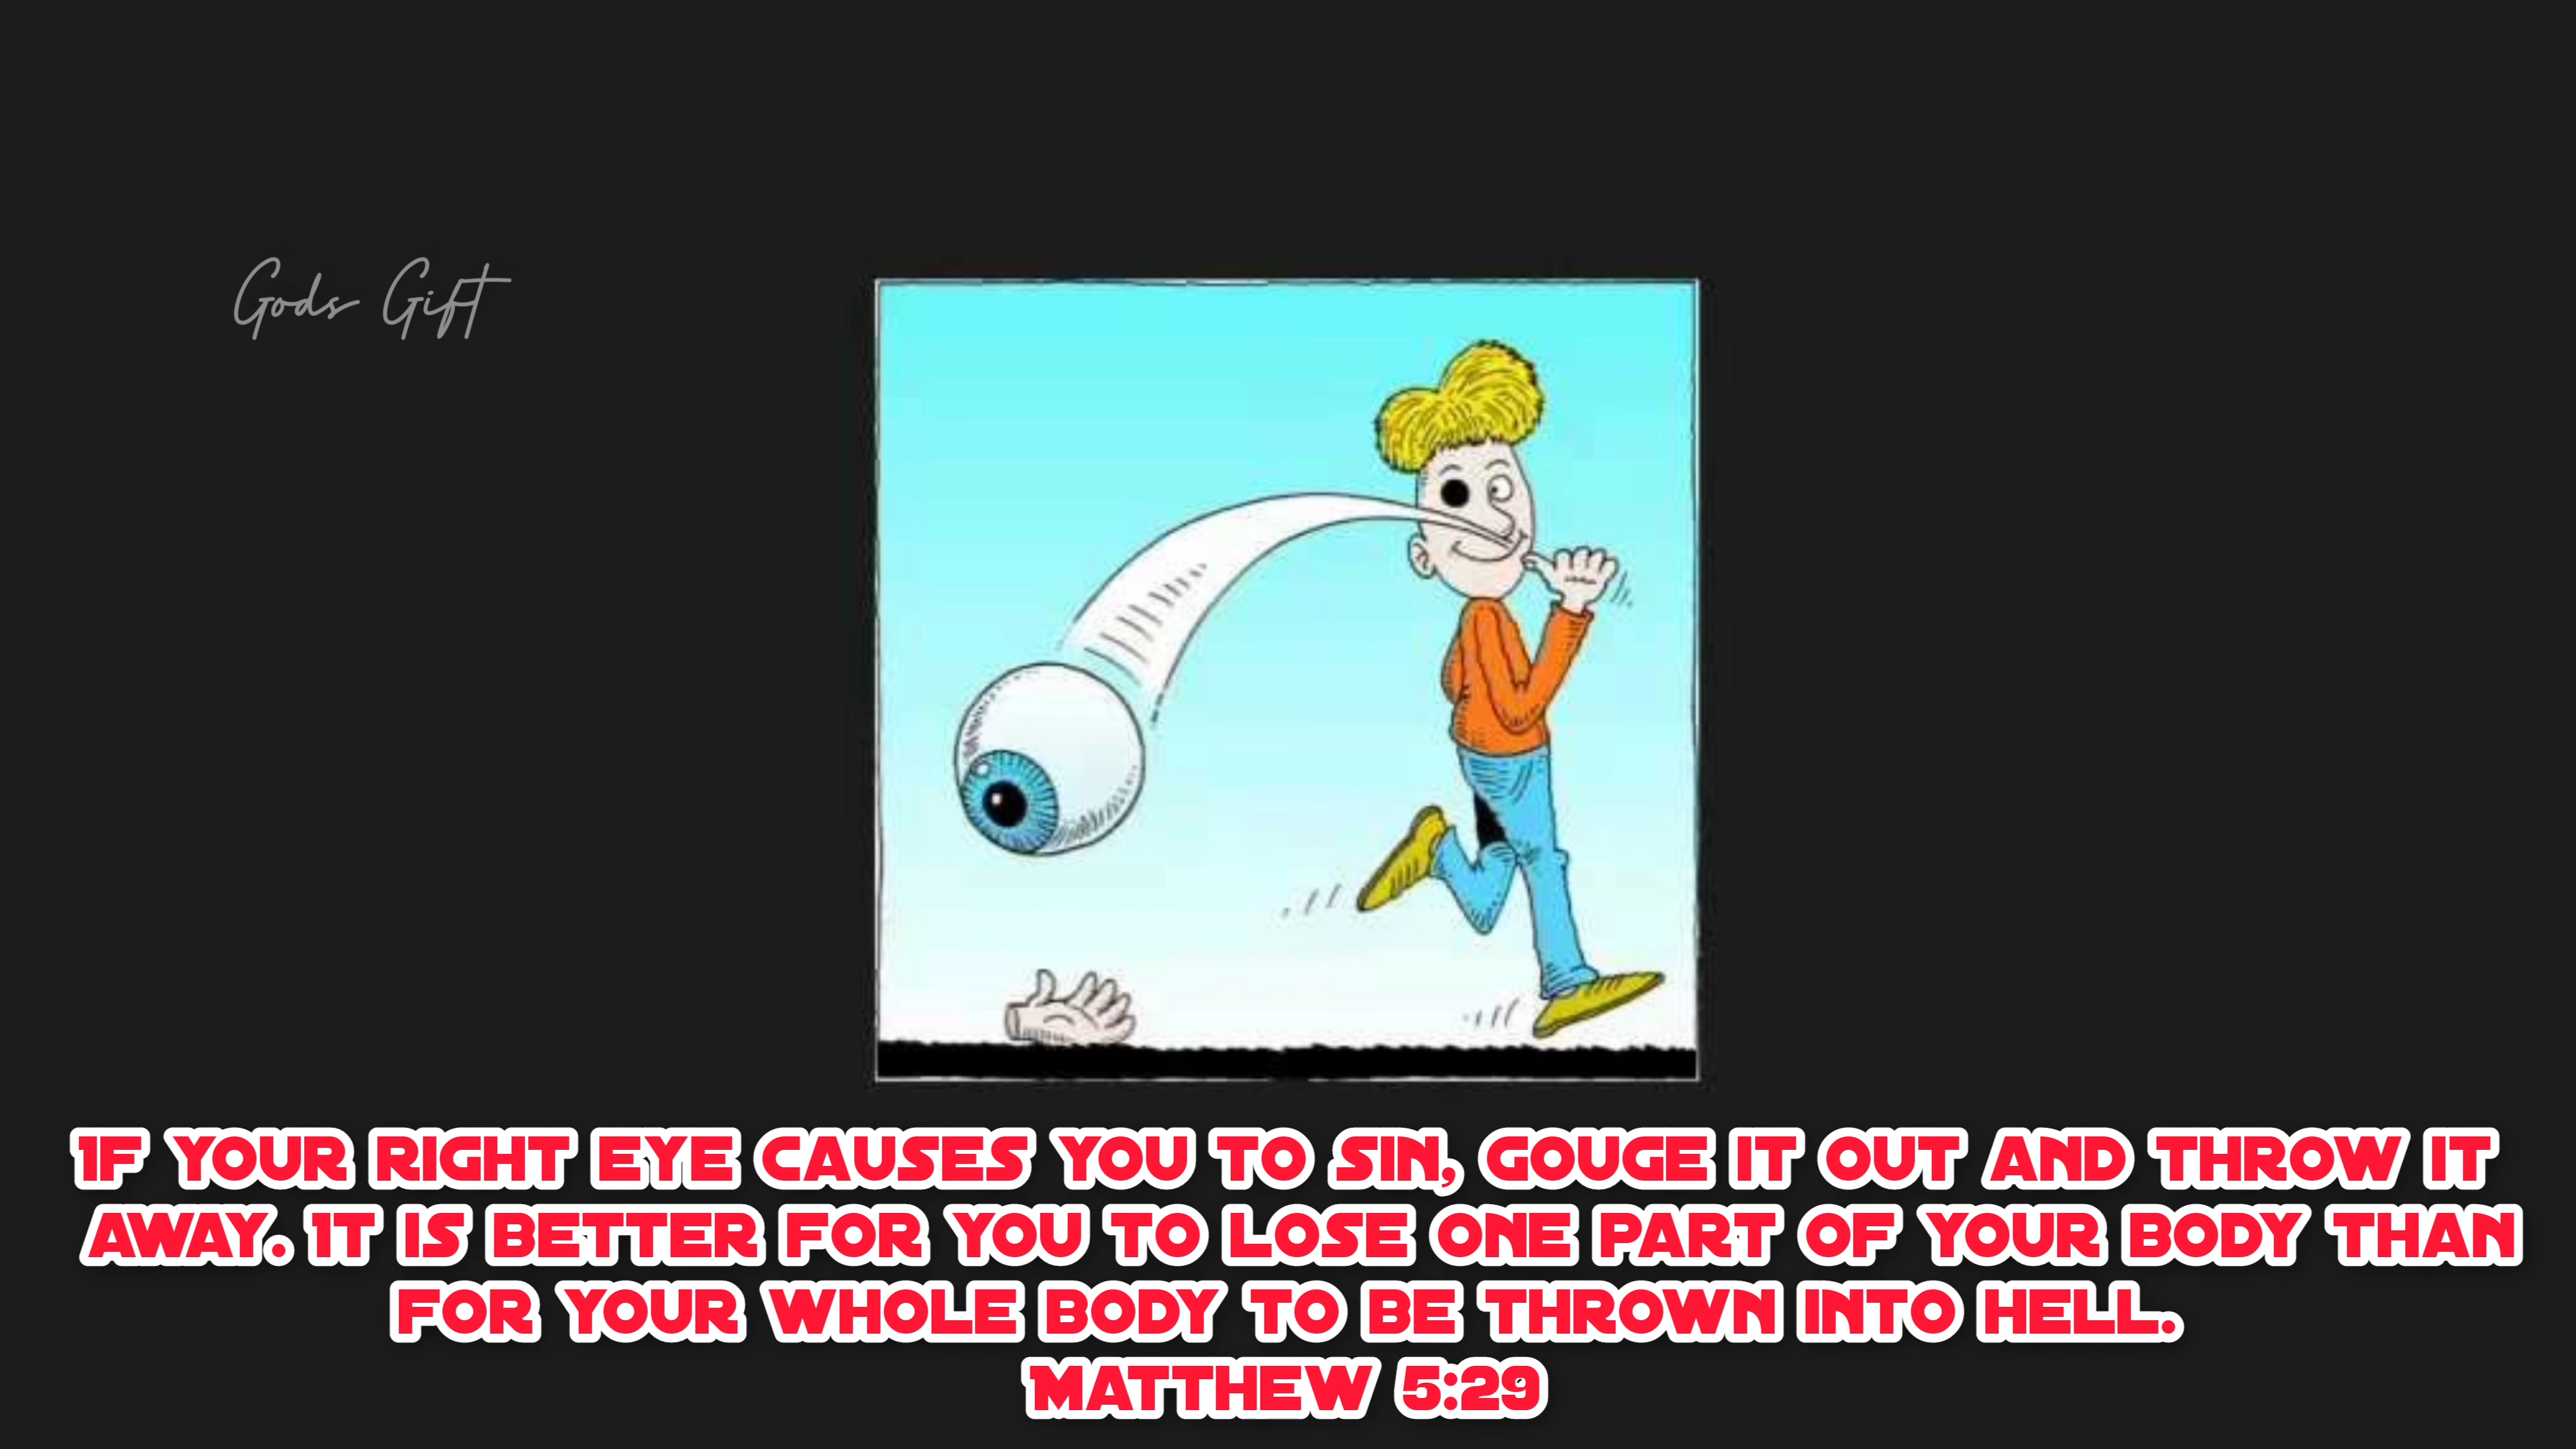 Gods Gift
IF YOUR RIGHT EYE CAUSES YOU TO SIN, GOUGE IT OUT AND THROW IT
AWAY. IT IS BETTER FOR YOU TO LOSE ONE PART OF YOUR BODY THAN
FOR YOUR WHOLE BODY TO BE THROWN INTO HELL.
MATTHEW 5:29